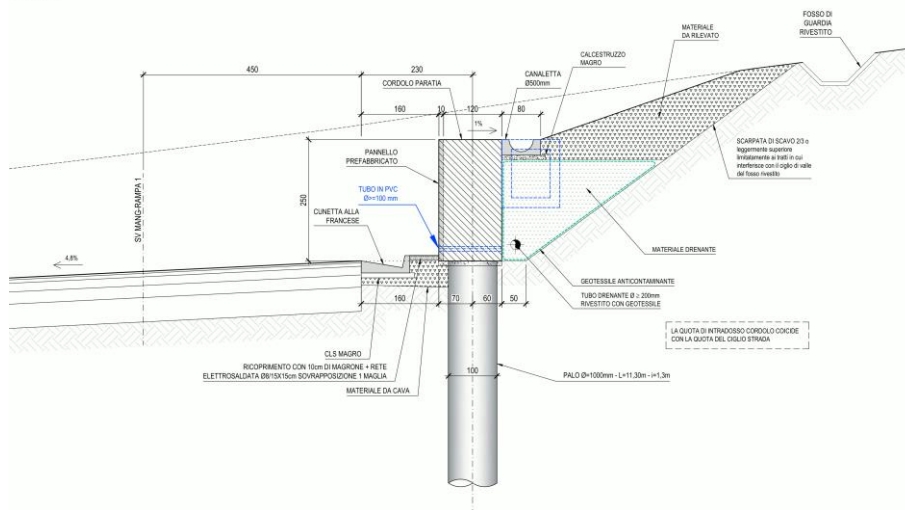 FOSSO DI
GUARDIA
RIVESTITO
MATERIALE
DA RILEVATO
CALCESTRUZZO
MAGRO
CANALETTA
Ø500mm
450
230
CORDOLO PARATIA
160
10
120
80
1%
PANNELLO
PREFABBRICATO
SCARPATA DI SCAVO 2/3 o
leggermente superiore
limitatamente ai tratti in cui
interferisce con il ciglio di valle
del fosso rivestito
TUBO IN PVC
Ø>=100 mm
250
SV MANG-RAMPA 1
CUNETTA ALLA
FRANCESE
MATERIALE DRENANTE
4,8%
GEOTESSILE ANTICONTAMINANTE
TUBO DRENANTE Ø ≥ 200mm
RIVESTITO CON GEOTESSILE
160
70
60
50
LA QUOTA DI INTRADOSSO CORDOLO COICIDE
CON LA QUOTA DEL CIGLIO STRADA
CLS MAGRO
RICOPRIMENTO CON 10cm DI MAGRONE + RETE
ELETTROSALDATA Ø8/15X15cm SOVRAPPOSIZIONE 1 MAGLIA
MATERIALE DA CAVA
100
PALO Ø=1000mm - L=11,30m - i=1,3m